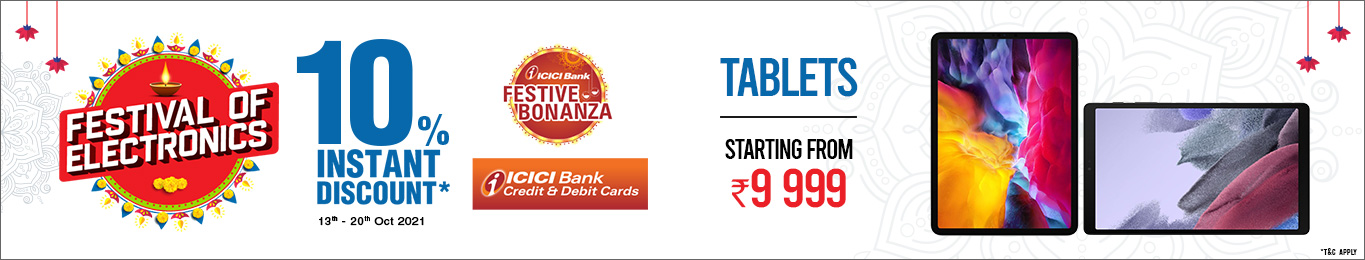 FESTIVAL OF
ELECTRONICS
10%
INSTANT
DISCOUNT*
13th - 20th Oct 2021
ICICI Bank
FESTIVE
BONANZA
ICICI Bank
Credit & Debit Cards
TABLETS
STARTING FROM
₹9 999
*T&C APPLY